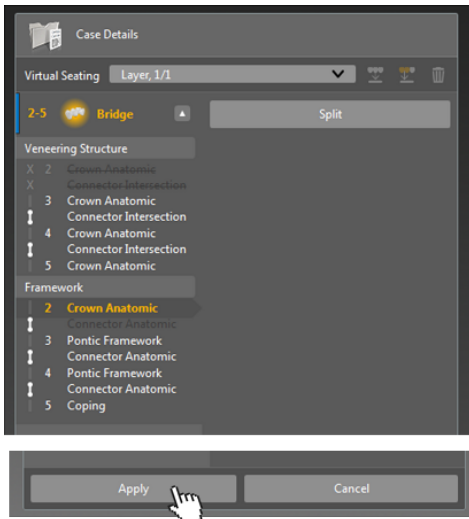 Case Details
Virtual Seating Layer, 1/1
2-5 Bridge Split
Veneering Structure
X 2 Crown Anatomic
X Connector Intersection
3 Crown Anatomic
Connector Intersection
4 Crown Anatomic
Connector Intersection
5 Crown Anatomic
Framework
2 Crown Anatomic
Connector Anatomic
3 Pontic Framework
Connector Anatomic
4 Pontic Framework
Connector Anatomic
5 Coping
Apply Cancel